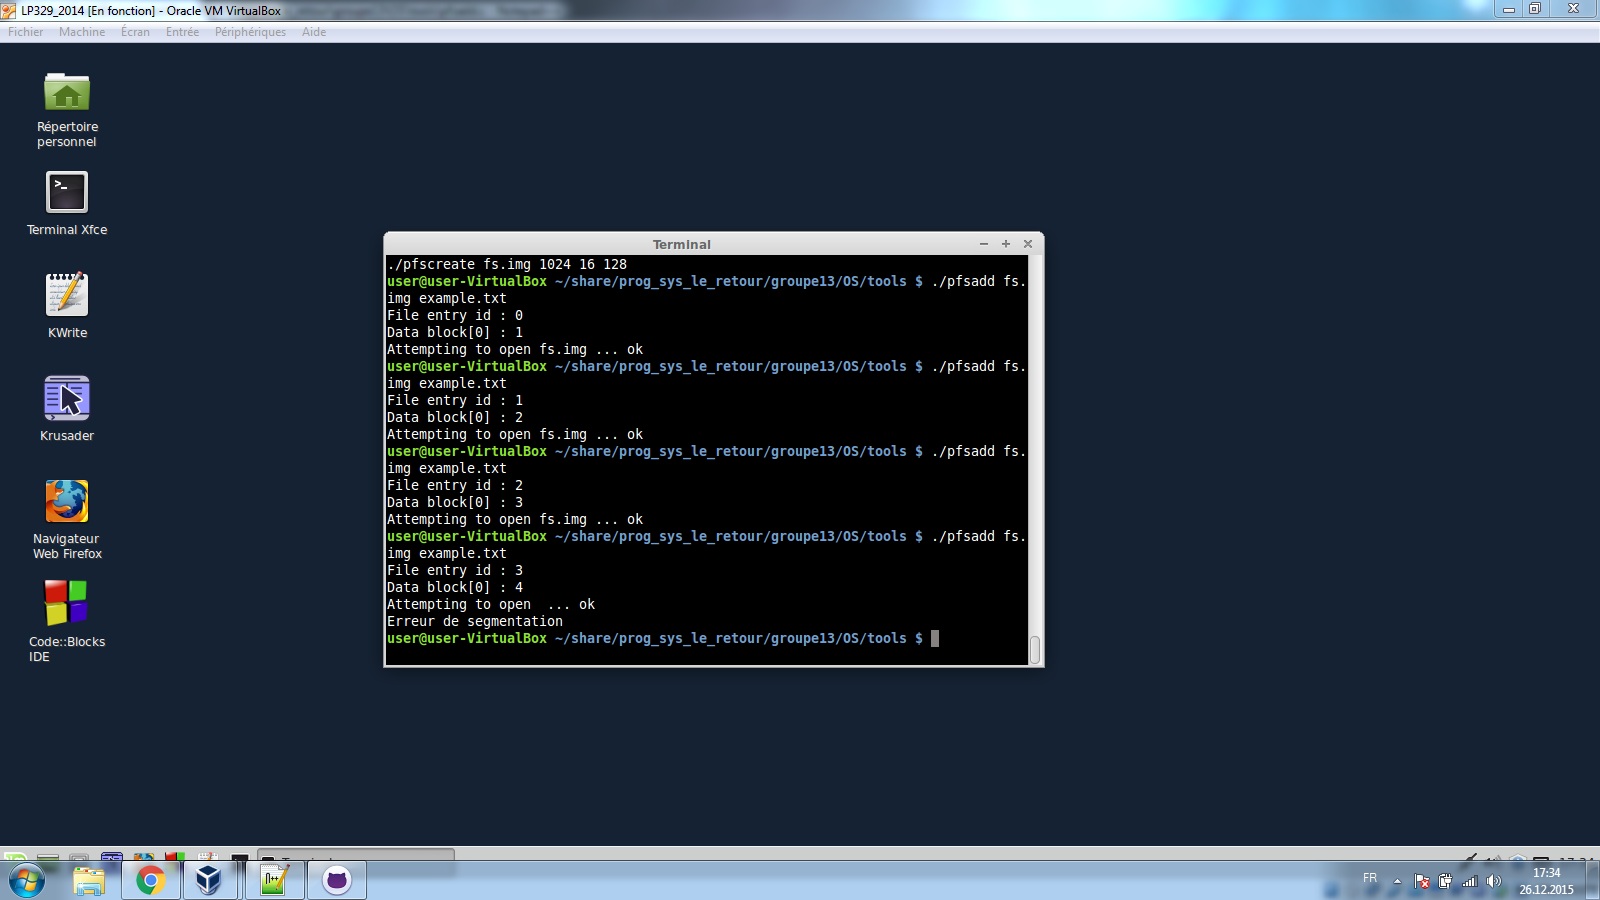 LP329_2014 [En fonction] - Oracle VM VirtualBox
Fichier Machine Écran Entrée Périphériques Aide
Répertoire
personnel
Terminal Xfce
KWrite
Krusader
Navigateur
Web Firefox
Code::Blocks
IDE
Terminal
./pfscreate fs.img 1024 16 128
user@user-VirtualBox ~/share/prog_sys_le_retour/groupe13/OS/tools $ ./pfsadd fs.
img example.txt
File entry id : 0
Data block[0] : 1
Attempting to open fs.img ... ok
user@user-VirtualBox ~/share/prog_sys_le_retour/groupe13/OS/tools $ ./pfsadd fs.
img example.txt
File entry id : 1
Data block[0] : 2
Attempting to open fs.img ... ok
user@user-VirtualBox ~/share/prog_sys_le_retour/groupe13/OS/tools $ ./pfsadd fs.
img example.txt
File entry id : 2
Data block[0] : 3
Attempting to open fs.img ... ok
user@user-VirtualBox ~/share/prog_sys_le_retour/groupe13/OS/tools $ ./pfsadd fs.
img example.txt
File entry id : 3
Data block[0] : 4
Attempting to open  ... ok
Erreur de segmentation
user@user-VirtualBox ~/share/prog_sys_le_retour/groupe13/OS/tools $
FR
17:34
26.12.2015